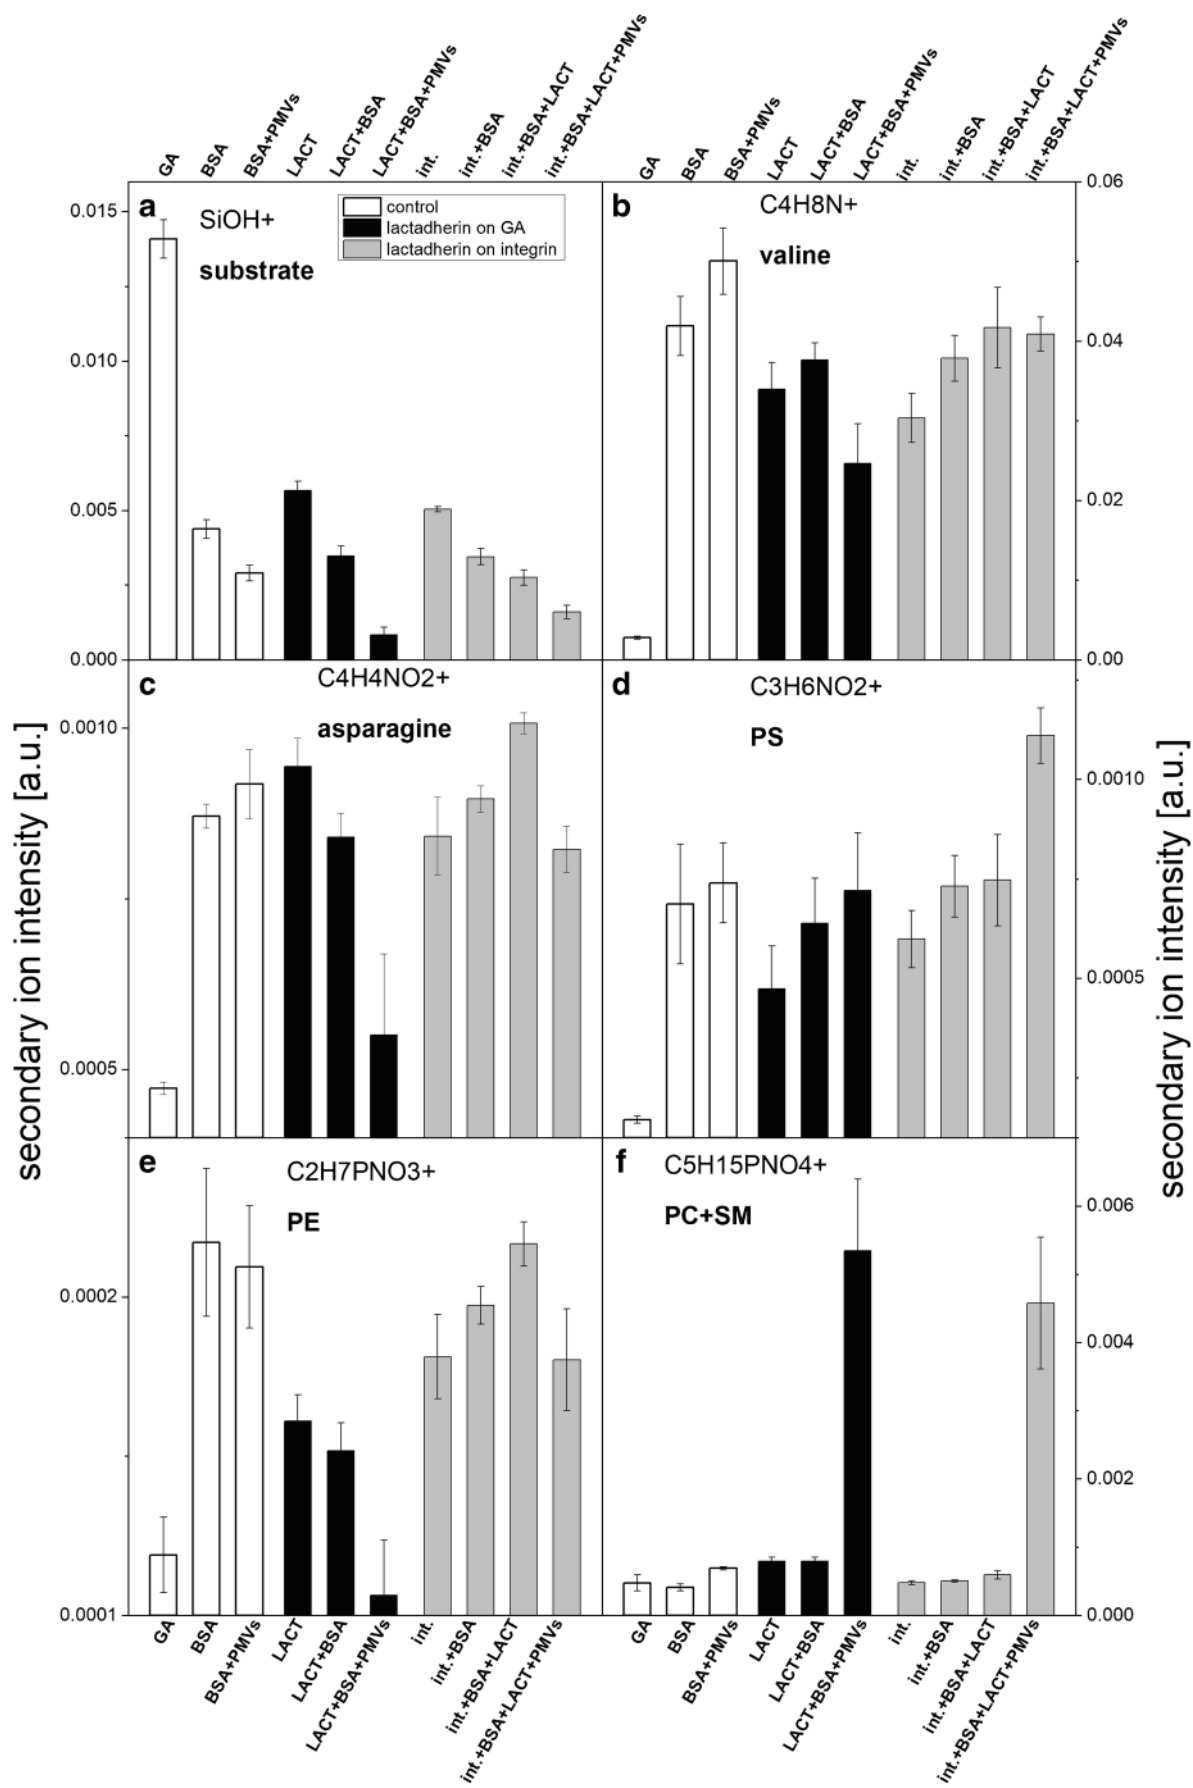 GA
BSA
BSA+PMVs
LACT
LACT+BSA
LACT+BSA+PMVs
int.
int.+BSA
int.+BSA+LACT
int.+BSA+LACT+PMVs
GA
BSA
BSA+PMVs
LACT
LACT+BSA
LACT+BSA+PMVs
int.
int.+BSA
int.+BSA+LACT
int.+BSA+LACT+PMVs
a
SiOH+
substrate
control
lactadherin on GA
lactadherin on integrin
0.015
0.010
0.005
0.000
b
C4H8N+
valine
0.06
0.04
0.02
0.00
c
C4H4NO2+
asparagine
0.0010
0.0005
d
C3H6NO2+
PS
0.0010
0.0005
secondary ion intensity [a.u.]
secondary ion intensity [a.u.]
e
C2H7PNO3+
PE
0.0002
0.0001
f
C5H15PNO4+
PC+SM
0.006
0.004
0.002
0.000
GA
BSA
BSA+PMVs
LACT
LACT+BSA
LACT+BSA+PMVs
int.
int.+BSA
int.+BSA+LACT
int.+BSA+LACT+PMVs
GA
BSA
BSA+PMVs
LACT
LACT+BSA
LACT+BSA+PMVs
int.
int.+BSA
int.+BSA+LACT
int.+BSA+LACT+PMVs